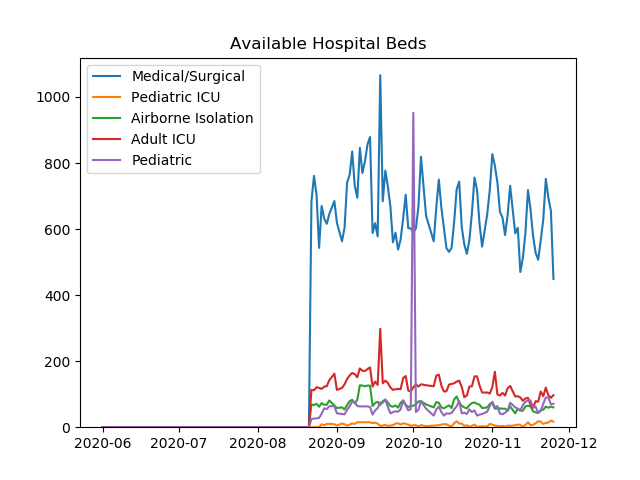 Available Hospital Beds
Medical/Surgical
Pediatric ICU
Airborne Isolation
Adult ICU
Pediatric
1000
800
600
400
200
0
2020-06 2020-07 2020-08 2020-09 2020-10 2020-11 2020-12